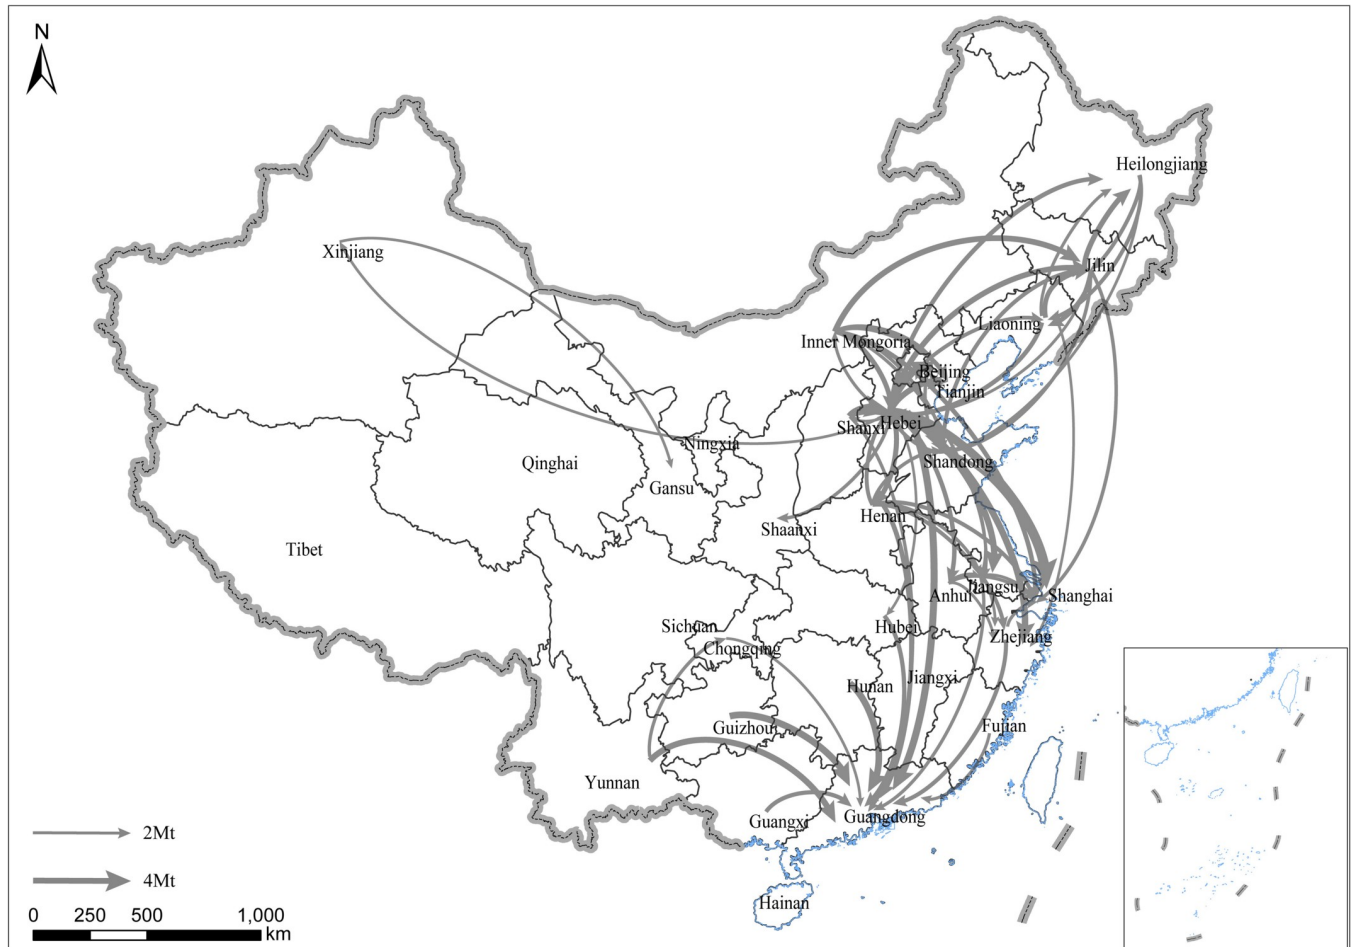 N
Heilongjiang
Xinjiang
Jilin
Liaoning
Inner Mongoria
Beijing
Tianjin
Shanxi
Hebei
Ningxia
Qinghai
Shandong
Gansu
Henan
Shaanxi
Tibet
Jiangsu
Anhui
Shanghai
Sichuan
Hubei
Zhejiang
Chongqing
Hunan
Jiangxi
Guizhou
Fujian
Yunnan
Guangxi
Guangdong
2Mt
4Mt
Hainan
0 250 500 1,000
km